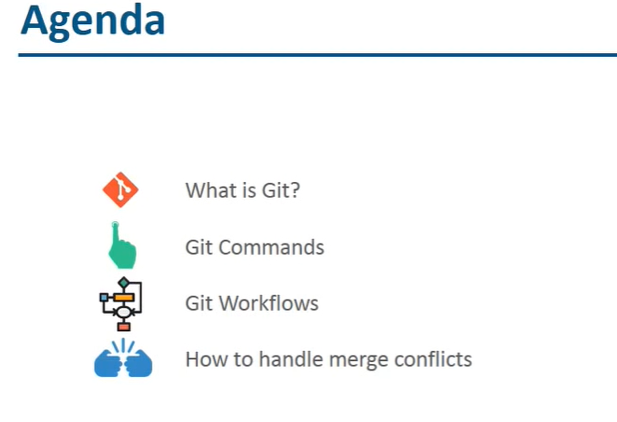 Agenda
What is Git?
Git Commands
Git Workflows
How to handle merge conflicts